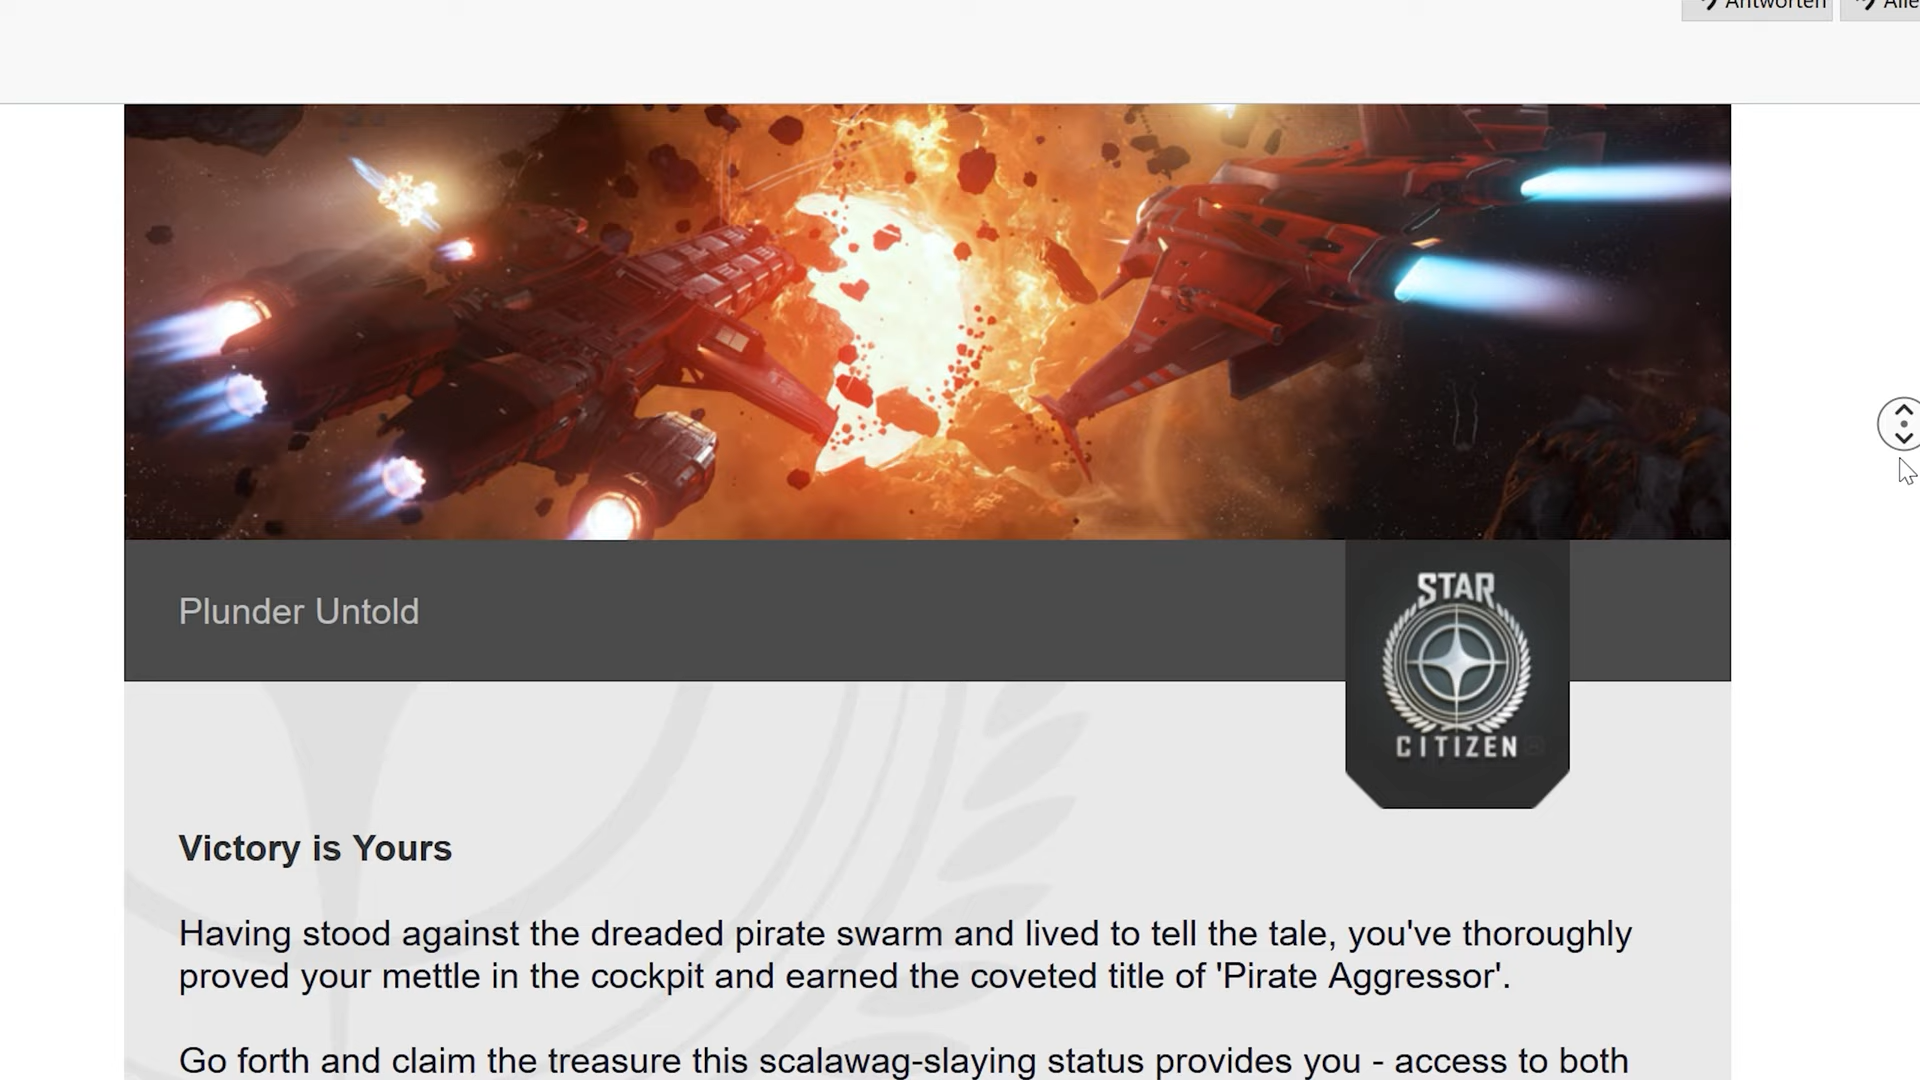 Antworten
Plunder Untold
STAR
CITIZEN
Victory is Yours
Having stood against the dreaded pirate swarm and lived to tell the tale, you've thoroughly
proved your mettle in the cockpit and earned the coveted title of 'Pirate Aggressor'.
Go forth and claim the treasure this scalawag-slaying status provides you - access to both